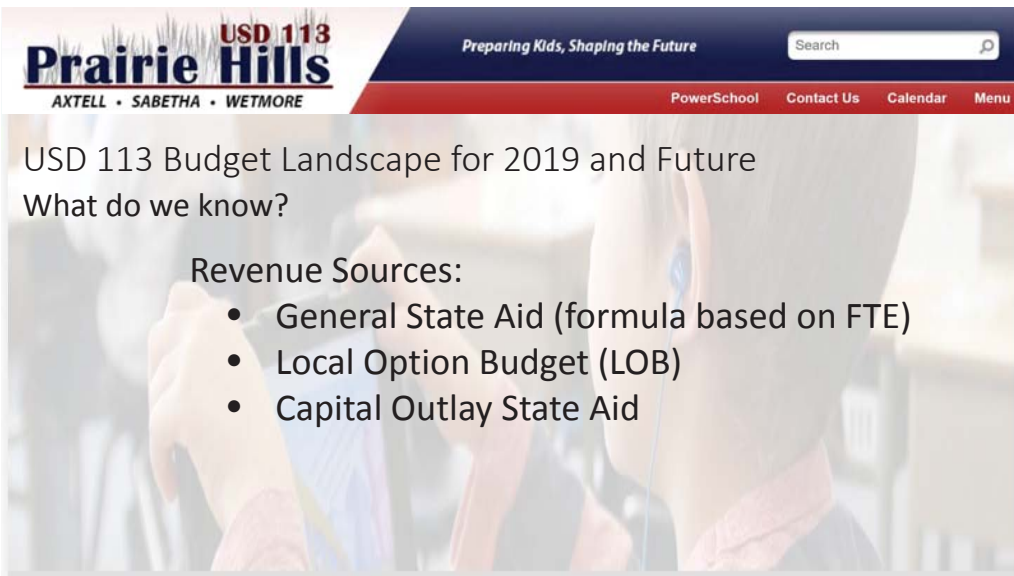 USD 113
Prairie Hills
AXTELL • SABETHA • WETMORE
Preparing Kids, Shaping the Future
Search
PowerSchool Contact Us Calendar Menu
USD 113 Budget Landscape for 2019 and Future
What do we know?
Revenue Sources:
• General State Aid (formula based on FTE)
• Local Option Budget (LOB)
• Capital Outlay State Aid